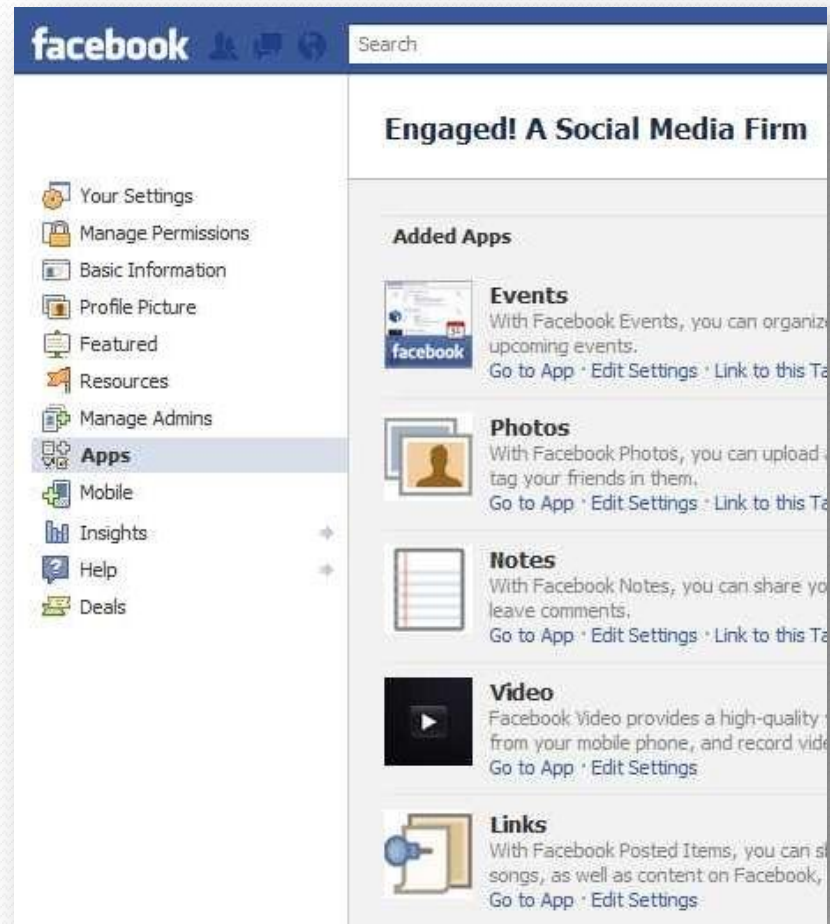 facebook
Search
Engaged! A Social Media Firm
Your Settings
Manage Permissions
Basic Information
Profile Picture
Featured
Resources
Manage Admins
Apps
Mobile
Insights
Help
Deals
Added Apps
facebook
31
Events
With Facebook Events, you can organize
upcoming events.
Go to App · Edit Settings · Link to this Ta
Photos
With Facebook Photos, you can upload
tag your friends in them.
Go to App · Edit Settings · Link to this Ta
Notes
With Facebook Notes, you can share yo
leave comments.
Go to App · Edit Settings · Link to this Ta
Video
Facebook Video provides a high-quality
from your mobile phone, and record vide
Go to App · Edit Settings
Links
With Facebook Posted Items, you can s
songs, as well as content on Facebook,
Go to App · Edit Settings